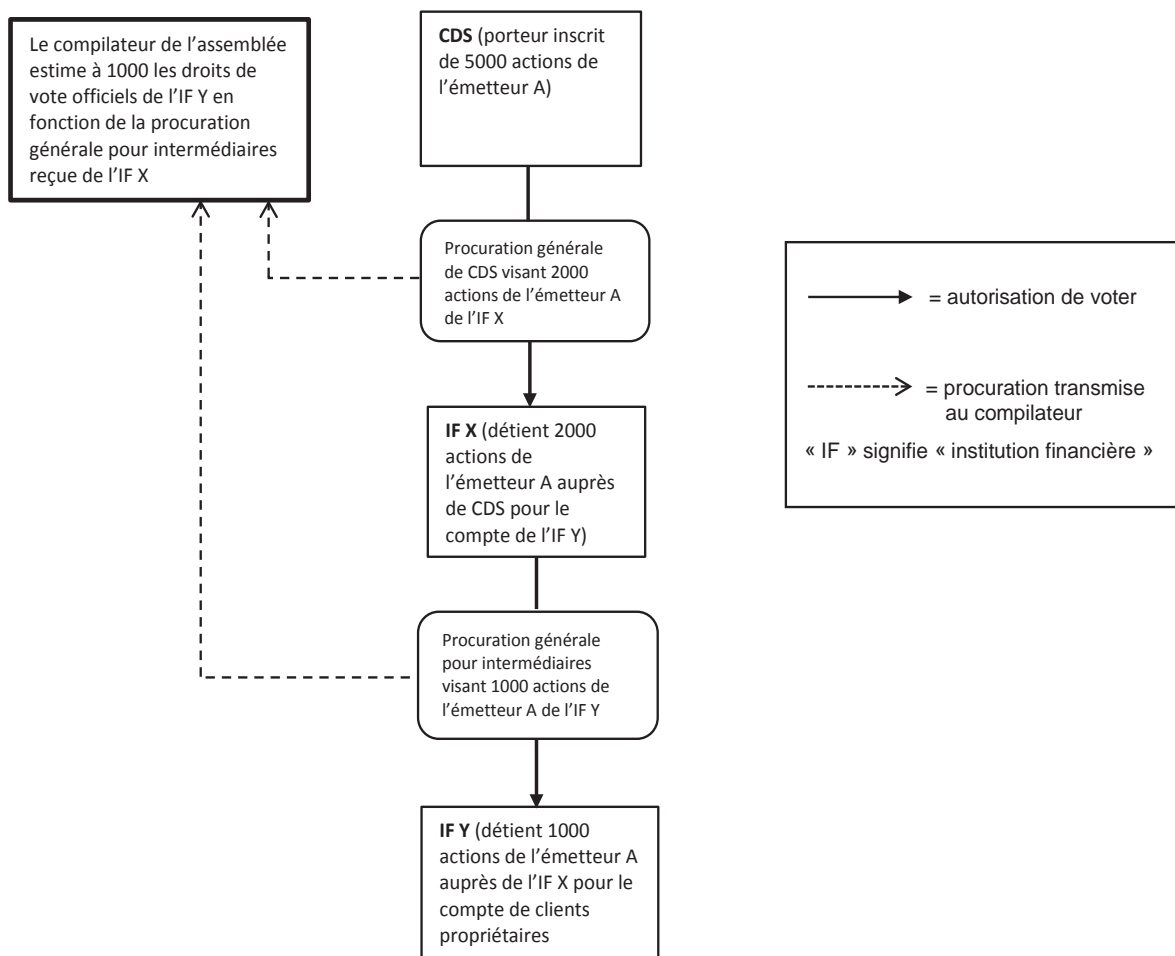 Le compilateur de l’assemblée
estime à 1000 les droits de
vote officiels de l’IF Y en
fonction de la procuration
générale pour intermédiaires
reçue de l’IF X
CDS (porteur inscrit
de 5000 actions de
l’émetteur A)
Procuration générale
de CDS visant 2000
actions de l’émetteur A
de l’IF X
= autorisation de voter
= procuration transmise
au compilateur
« IF » signifie « institution financière »
IF X (détient 2000
actions de
l’émetteur A auprès
de CDS pour le
compte de l’IF Y)
Procuration générale
pour intermédiaires
visant 1000 actions de
l’émetteur A de l’IF Y
IF Y (détient 1000
actions de l’émetteur A
auprès de l’IF X pour le
compte de clients
propriétaires